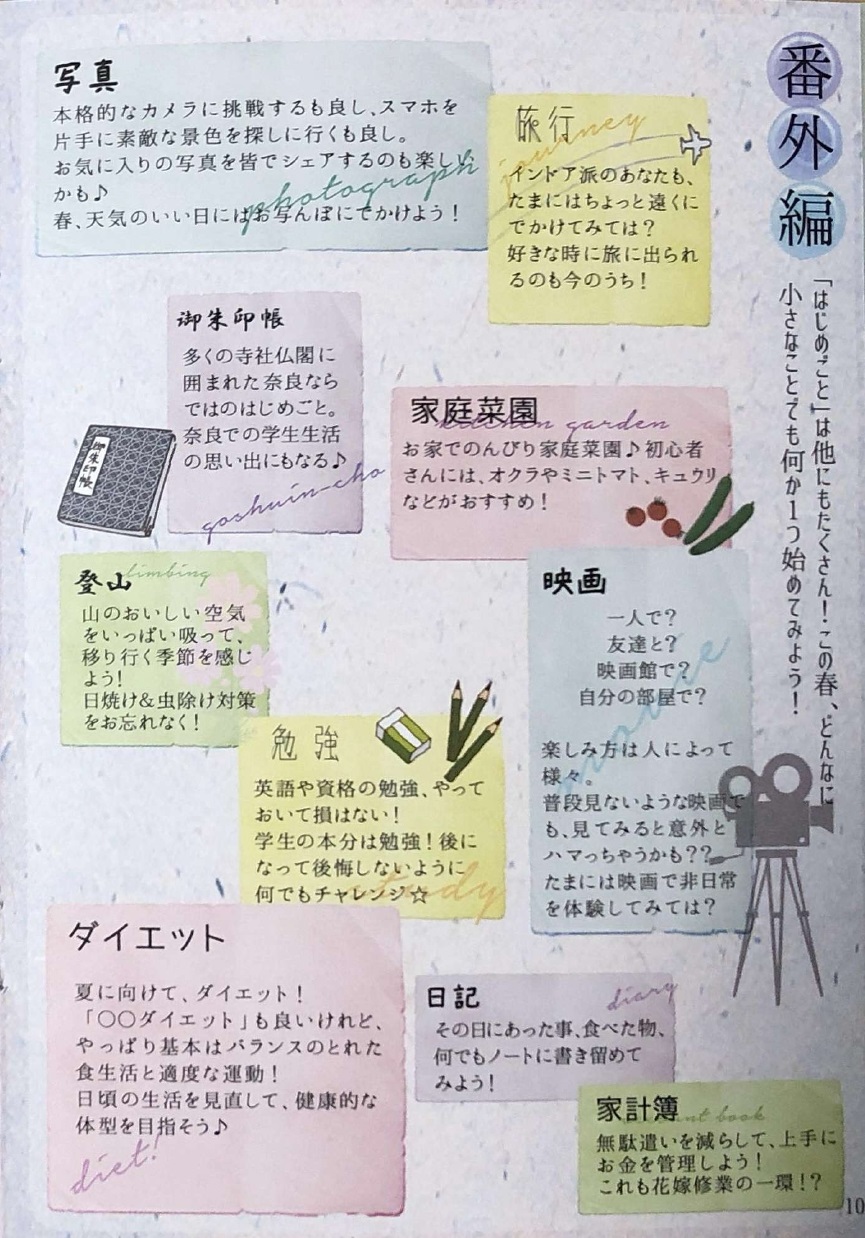 番外編
「はじめごと」は他にもたくさん！この春、どんなに
小さなことでも何か1つ始めてみよう！
写真
本格的なカメラに挑戦するも良し、スマホを
片手に素敵な景色を探しに行くも良し。
お気に入りの写真を皆でシェアするのも楽しい
かも♪
春、天気のいい日にはお写んぽにでかけよう！
photograph
旅行
journey
インドア派のあなたも、
たまにはちょっと遠くに
でかけてみては？
好きな時に旅に出られ
るのも今のうち！
御朱印帳
多くの寺社仏閣に
囲まれた奈良なら
ではのはじめごと。
奈良での学生生活
の思い出にもなる♪
goshuin-cho
御朱印帳
家庭菜園
kitchen garden
お家でのんびり家庭菜園♪初心者
さんには、オクラやミニトマト、キュウリ
などがおすすめ！
登山
limbing
山のおいしい空気
をいっぱい吸って、
移り行く季節を感じ
よう！
日焼け&虫除け対策
をお忘れなく！
映画
一人で？
友達と？
映画館で？
自分の部屋で？
movie
楽しみ方は人によって
様々。
普段見ないような映画で
も、見てみると意外と
ハマっちゃうかも？？
たまには映画で非日常
を体験してみては？
勉強
英語や資格の勉強、やって
おいて損はない！
学生の本分は勉強！後に
なって後悔しないように
何でもチャレンジ☆
study
ダイエット
夏に向けて、ダイエット！
「〇〇ダイエット」も良いけれど、
やっぱり基本はバランスのとれた
食生活と適度な運動！
日頃の生活を見直して、健康的な
体型を目指そう♪
diet!
日記
diary
その日にあった事、食べた物、
何でもノートに書き留めて
みよう！
家計簿
book
無駄遣いを減らして、上手に
お金を管理しよう！
これも花嫁修業の一環！？
10